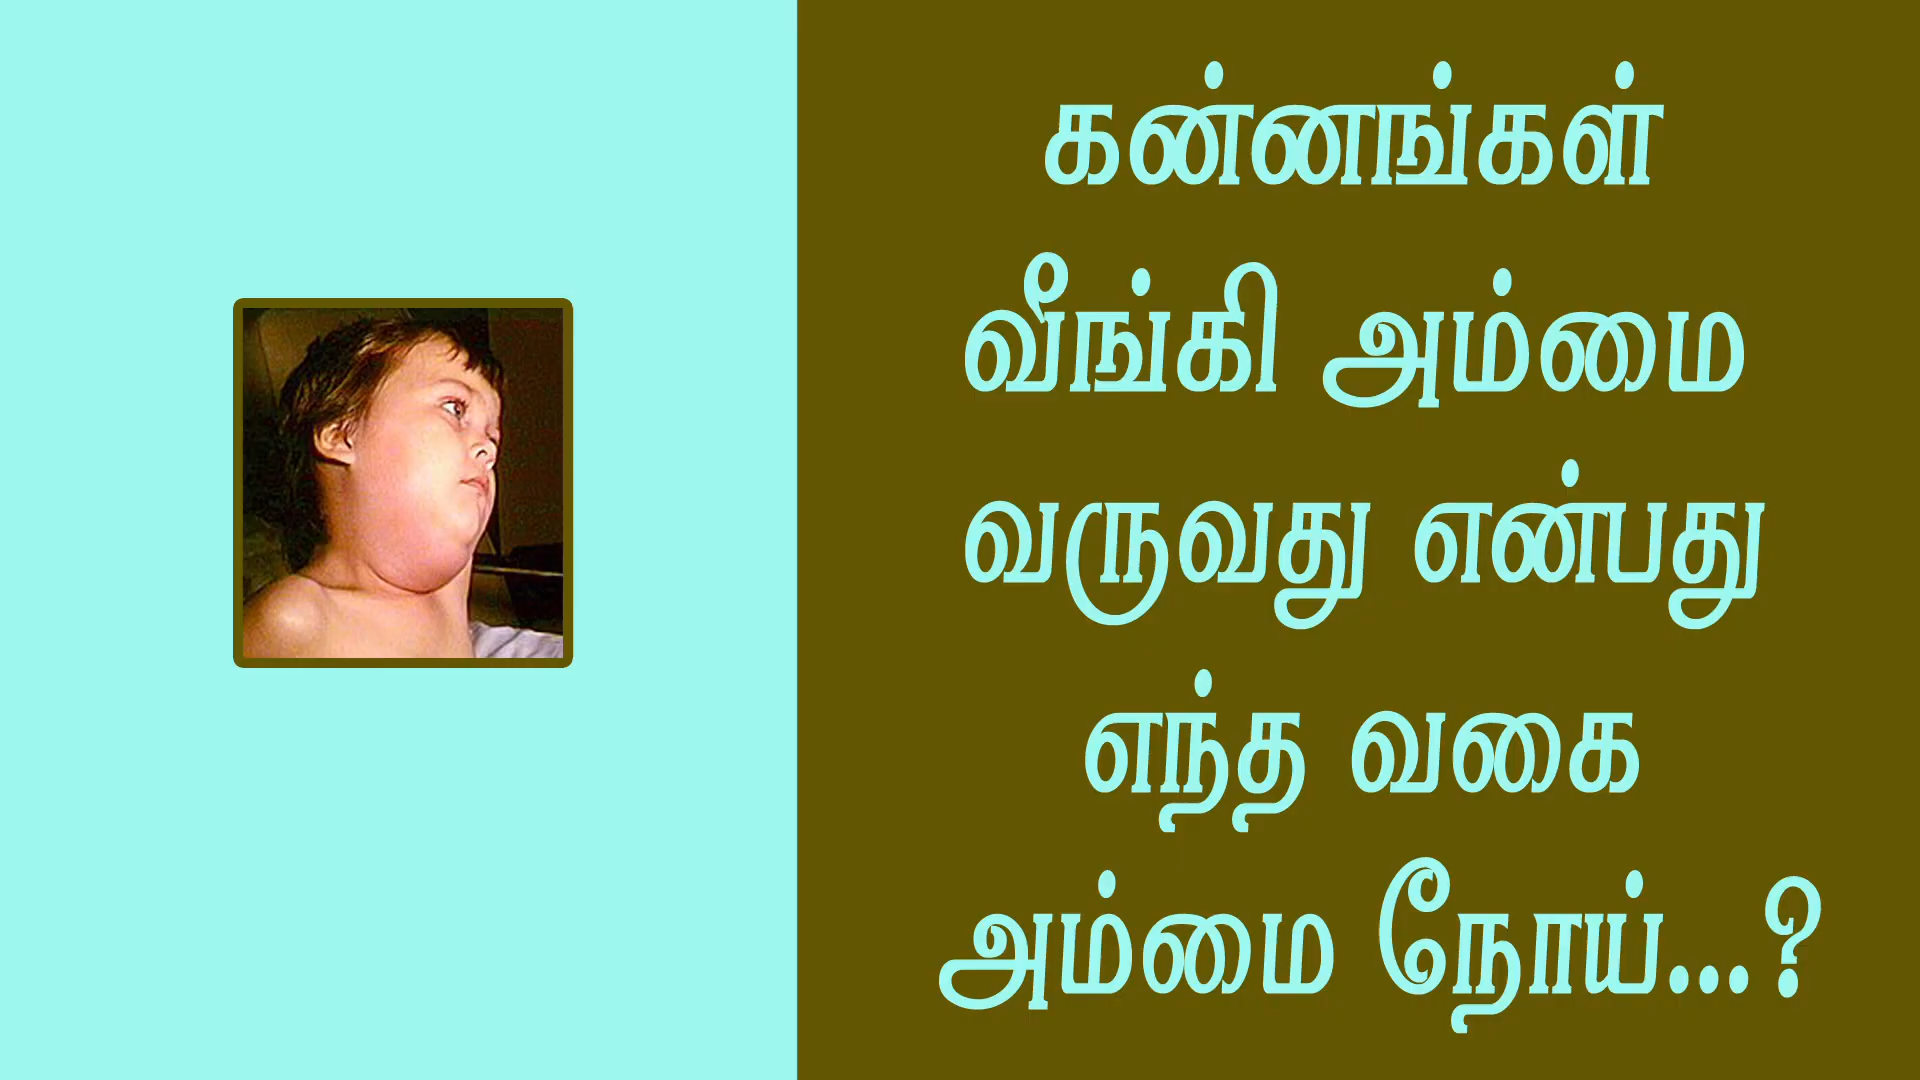 கன்னங்கள்
வீங்கி அம்மை
வருவது என்பது
எந்த வகை
அம்மை நோய்...?